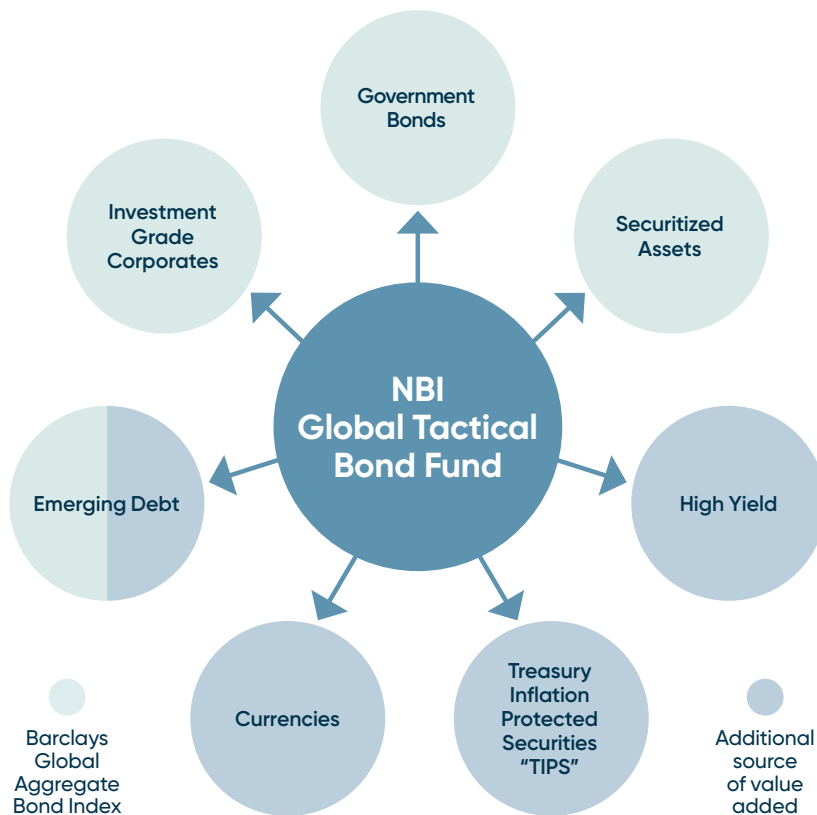 Government
Bonds
Investment
Grade
Corporates
Securitized
Assets
NBI
Global Tactical
Bond Fund
Emerging Debt
High Yield
Currencies
Treasury
Inflation
Protected
Securities
“TIPS”
Barclays
Global
Aggregate
Bond Index
Additional
source
of value
added